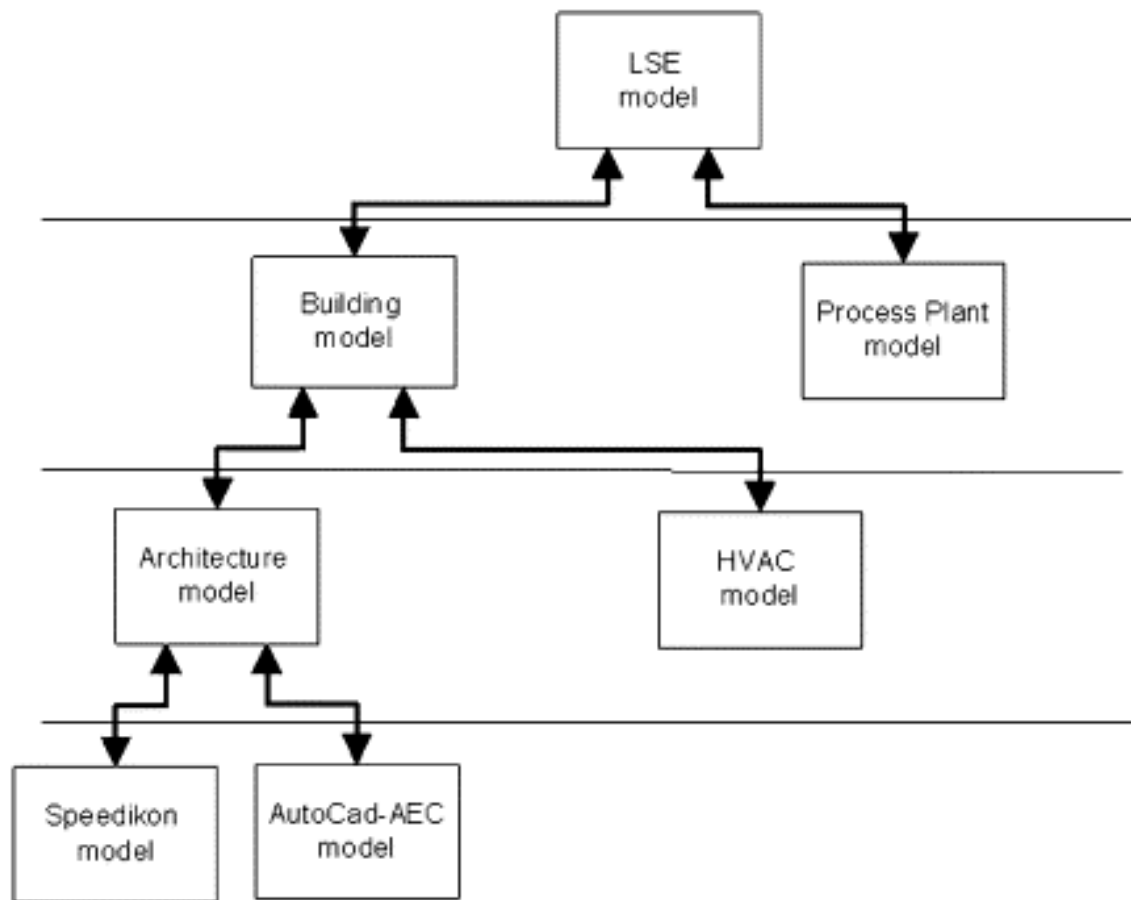 LSE
model
Building
model
Process Plant
model
Architecture
model
HVAC
model
Speedikon
model
AutoCad-AEC
model